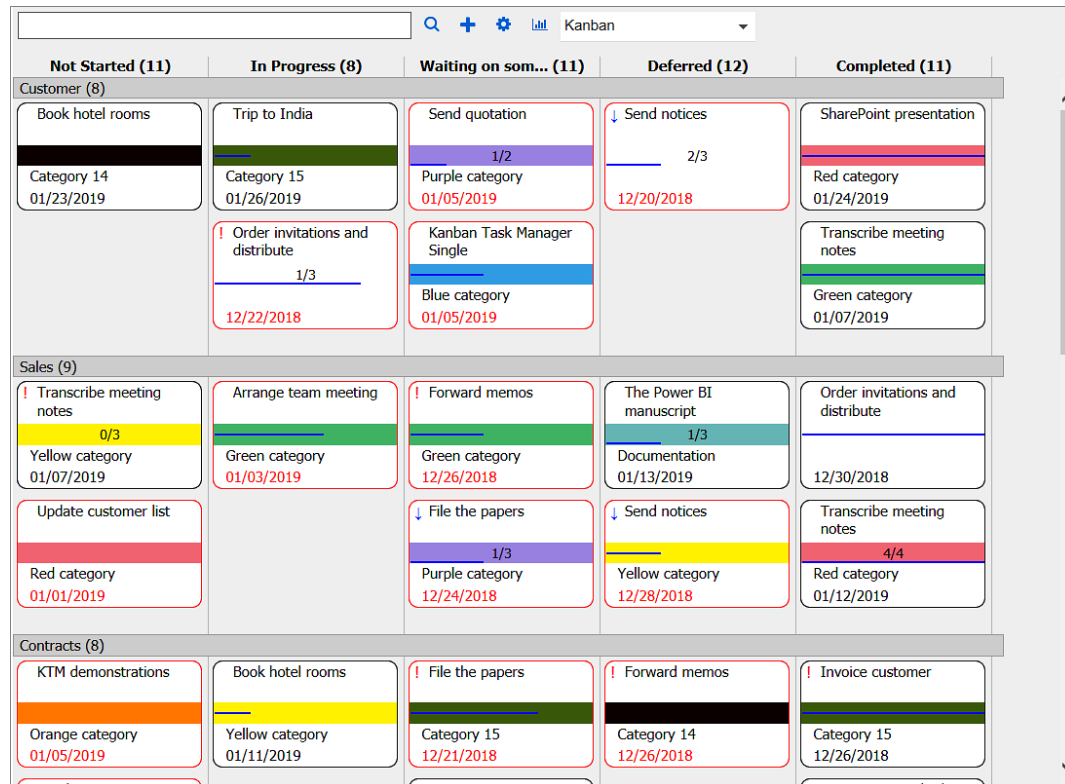 Kanban
Not Started (11)
In Progress (8)
Waiting on som... (11)
Deferred (12)
Completed (11)
Customer (8)
Book hotel rooms
Category 14
01/23/2019
Trip to India
Category 15
01/26/2019
! Order invitations and
distribute
1/3
12/22/2018
Send quotation
1/2
Purple category
01/05/2019
Kanban Task Manager
Single
Blue category
01/05/2019
↓ Send notices
2/3
12/20/2018
SharePoint presentation
Red category
01/24/2019
Transcribe meeting
notes
Green category
01/07/2019
Sales (9)
! Transcribe meeting
notes
0/3
Yellow category
01/07/2019
Update customer list
Red category
01/01/2019
Arrange team meeting
Green category
01/03/2019
! Forward memos
Green category
12/26/2018
↓ File the papers
1/3
Purple category
12/24/2018
The Power BI
manuscript
1/3
Documentation
01/13/2019
↓ Send notices
Yellow category
12/28/2018
Order invitations and
distribute
12/30/2018
Transcribe meeting
notes
4/4
Red category
01/12/2019
Contracts (8)
KTM demonstrations
Orange category
01/05/2019
Book hotel rooms
Yellow category
01/11/2019
! File the papers
Category 15
12/21/2018
! Forward memos
Category 14
12/26/2018
! Invoice customer
Category 15
12/26/2018